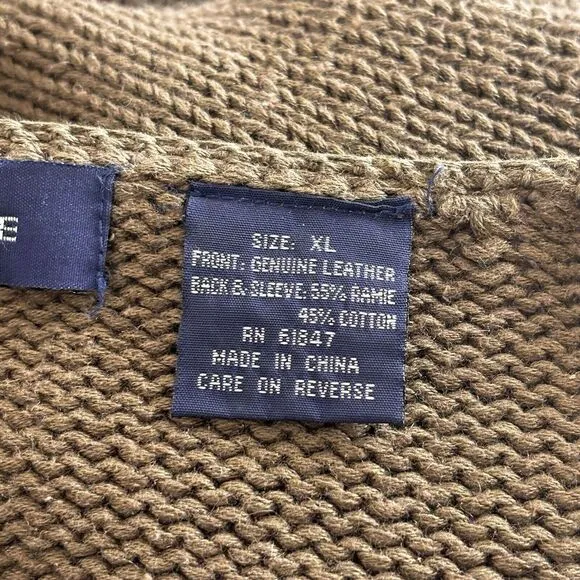 SIZE: XL
FRONT: GENUINE LEATHER
BACK & SLEEVE: 55% RAMIE
45% COTTON
RN 61847
MADE IN CHINA
CARE ON REVERSE